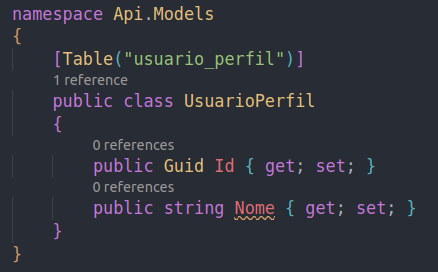 namespace Api.Models
{
    [Table("usuario_perfil")]
    1 reference
    public class UsuarioPerfil
    {
        0 references
        public Guid Id { get; set; }
        0 references
        public string Nome { get; set; }
    }
}